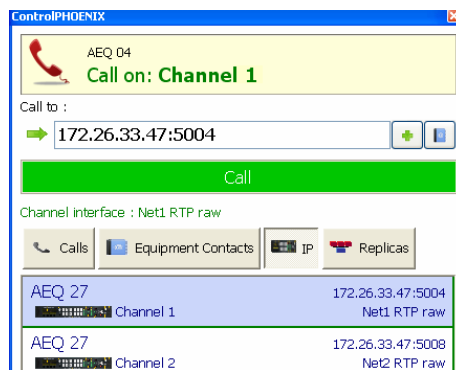 ControlPHOENIX
AEQ 04
Call on: Channel 1
Call to :
172.26.33.47:5004
Call
Channel interface : Net1 RTP raw
Calls Equipment Contacts IP Replicas
AEQ 27 172.26.33.47:5004
Channel 1 Net1 RTP raw
AEQ 27 172.26.33.47:5008
Channel 2 Net2 RTP raw